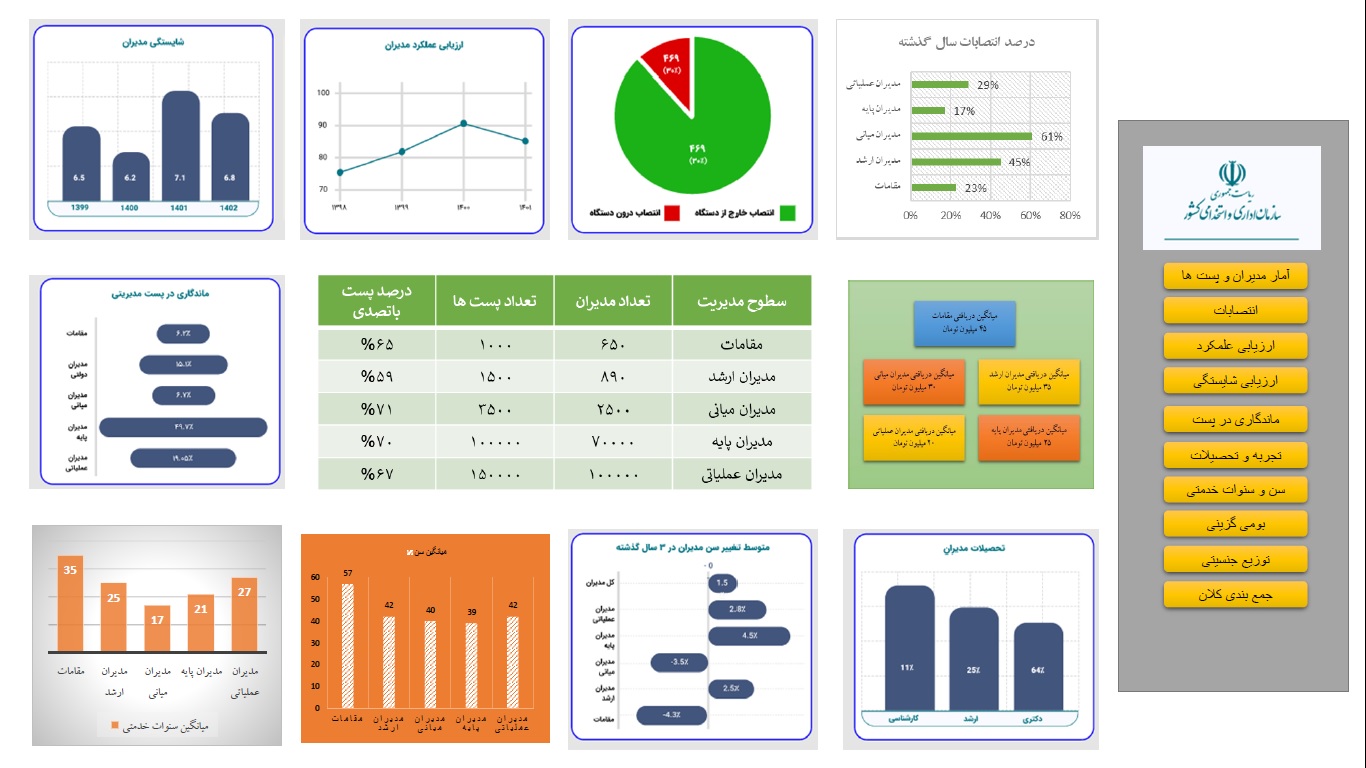 شایستگی مدیران
6.5
6.2
7.1
6.8
1399
1400
1401
1402
ارزیابی عملکرد مدیران
100
90
80
70
۱۳۹۸
۱۳۹۹
۱۴۰۰
۱۴۰۱
۴۶۹
(۳۰٪)
۴۶۹
(۳۰٪)
انتصاب خارج از دستگاه
انتصاب درون دستگاه
درصد انتصابات سال گذشته
مدیران عملیاتی 29%
مدیران پایه 17%
مدیران میانی 61%
مدیران ارشد 45%
مقامات 23%
0% 20% 40% 60% 80%
ریاست جمهوری
سازمان اداری و استخدامی کشور
آمار مدیران و پست ها
انتصابات
ارزیابی علمکرد
ارزیابی شایستگی
ماندگاری در پست
تجربه و تحصیلات
سن و سنوات خدمتی
بومی گزینی
توزیع جنسیتی
جمع بندی کلان
ماندگاری در پست مدیریتی
مقامات ۶.۲٪
مدیران
دولتی
۱۵.۱٪
مدیران
میانی
۶.۷٪
مدیران
پایه
۴۹.۷٪
مدیران
عملیاتی
۱۹.۰۵٪
سطوح مدیریت تعداد مدیران تعداد پست ها درصد پست
باتصدی
مقامات ۶۵۰ ۱۰۰۰ %۶۵
مدیران ارشد ۸۹۰ ۱۵۰۰ %۵۹
مدیران میانی ۲۵۰۰ ۳۵۰۰ %۷۱
مدیران پایه ۷۰۰۰۰ ۱۰۰۰۰۰ %۷۰
مدیران عملیاتی ۱۰۰۰۰۰ ۱۵۰۰۰۰ %۶۷
میانگین دریافتی مقامات
۴۵ میلیون تومان
میانگین دریافتی مدیران ارشد
۳۵ میلیون تومان
میانگین دریافتی مدیران میانی
۳۰ میلیون تومان
میانگین دریافتی مدیران پایه
۲۵ میلیون تومان
میانگین دریافتی مدیران عملیاتی
۲۰ میلیون تومان
35
25
17
21
27
مقامات
مدیران
ارشد
مدیران
میانی
مدیران پایه
مدیران
عملیاتی
میانگین سنوات خدمتی
میانگین سن
60
50
40
30
20
10
0
57
42
40
39
42
مقامات
مدیران
ارشد
مدیران
میانی
مدیران
پایه
مدیران
عملیاتی
متوسط تغییر سن مدیران در ۳ سال گذشته
0
کل مدیران 1.5
مدیران
عملیاتی
2.8٪
مدیران
پایه
4.5٪
مدیران
میانی
-3.5٪
مدیران
ارشد
2.5٪
مقامات -4.3٪
تحصیلات مدیران
11٪
25٪
64٪
کارشناسی
ارشد
دکتری